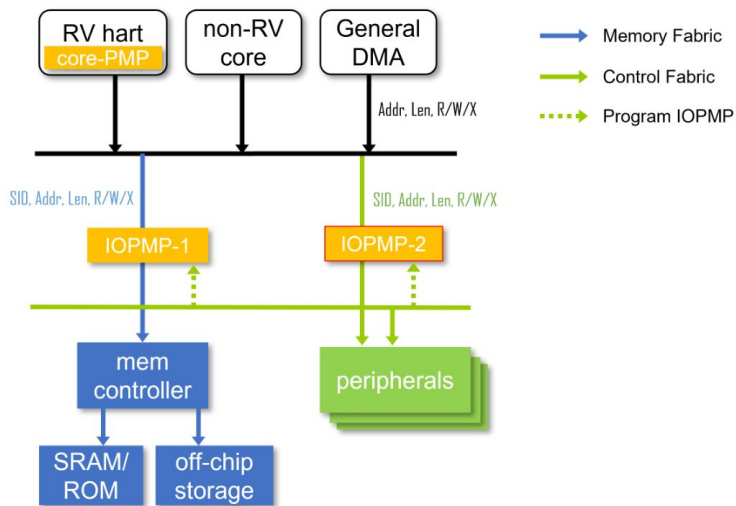 RV hart
core-PMP
non-RV
core
General
DMA
Memory Fabric
Control Fabric
Program IOPMP
Addr, Len, R/W/X
SID, Addr, Len, R/W/X
SID, Addr, Len, R/W/X
IOPMP-1
IOPMP-2
mem
controller
peripherals
SRAM/
ROM
off-chip
storage